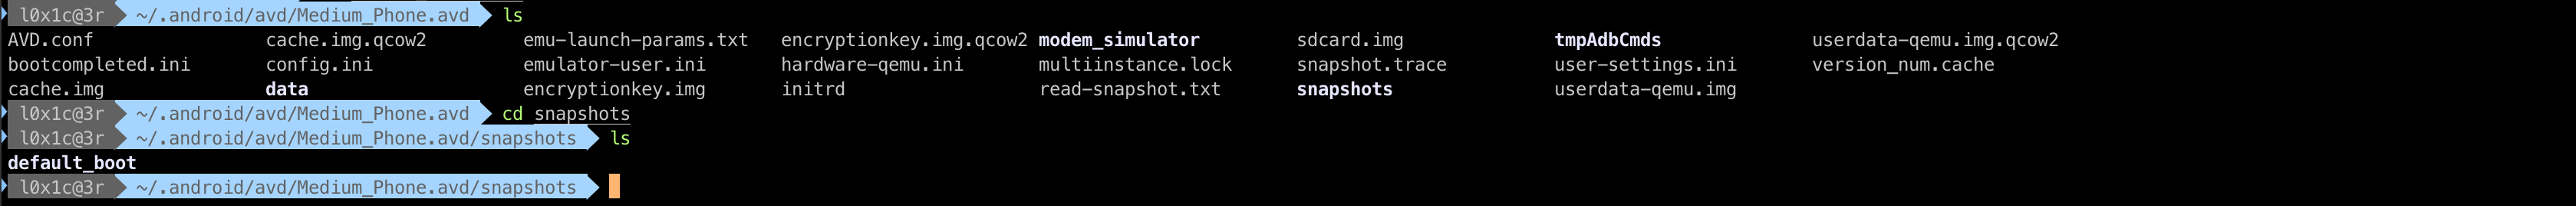 l0x1c@3r ~/.android/avd/Medium_Phone.avd ls
AVD.conf cache.img.qcow2 emu-launch-params.txt encryptionkey.img.qcow2 modem_simulator sdcard.img tmpAdbCmds userdata-qemu.img.qcow2
bootcompleted.ini config.ini emulator-user.ini hardware-qemu.ini multiinstance.lock snapshot.trace user-settings.ini version_num.cache
cache.img data encryptionkey.img initrd read-snapshot.txt snapshots userdata-qemu.img
l0x1c@3r ~/.android/avd/Medium_Phone.avd cd snapshots
l0x1c@3r ~/.android/avd/Medium_Phone.avd/snapshots ls
default_boot
l0x1c@3r ~/.android/avd/Medium_Phone.avd/snapshots